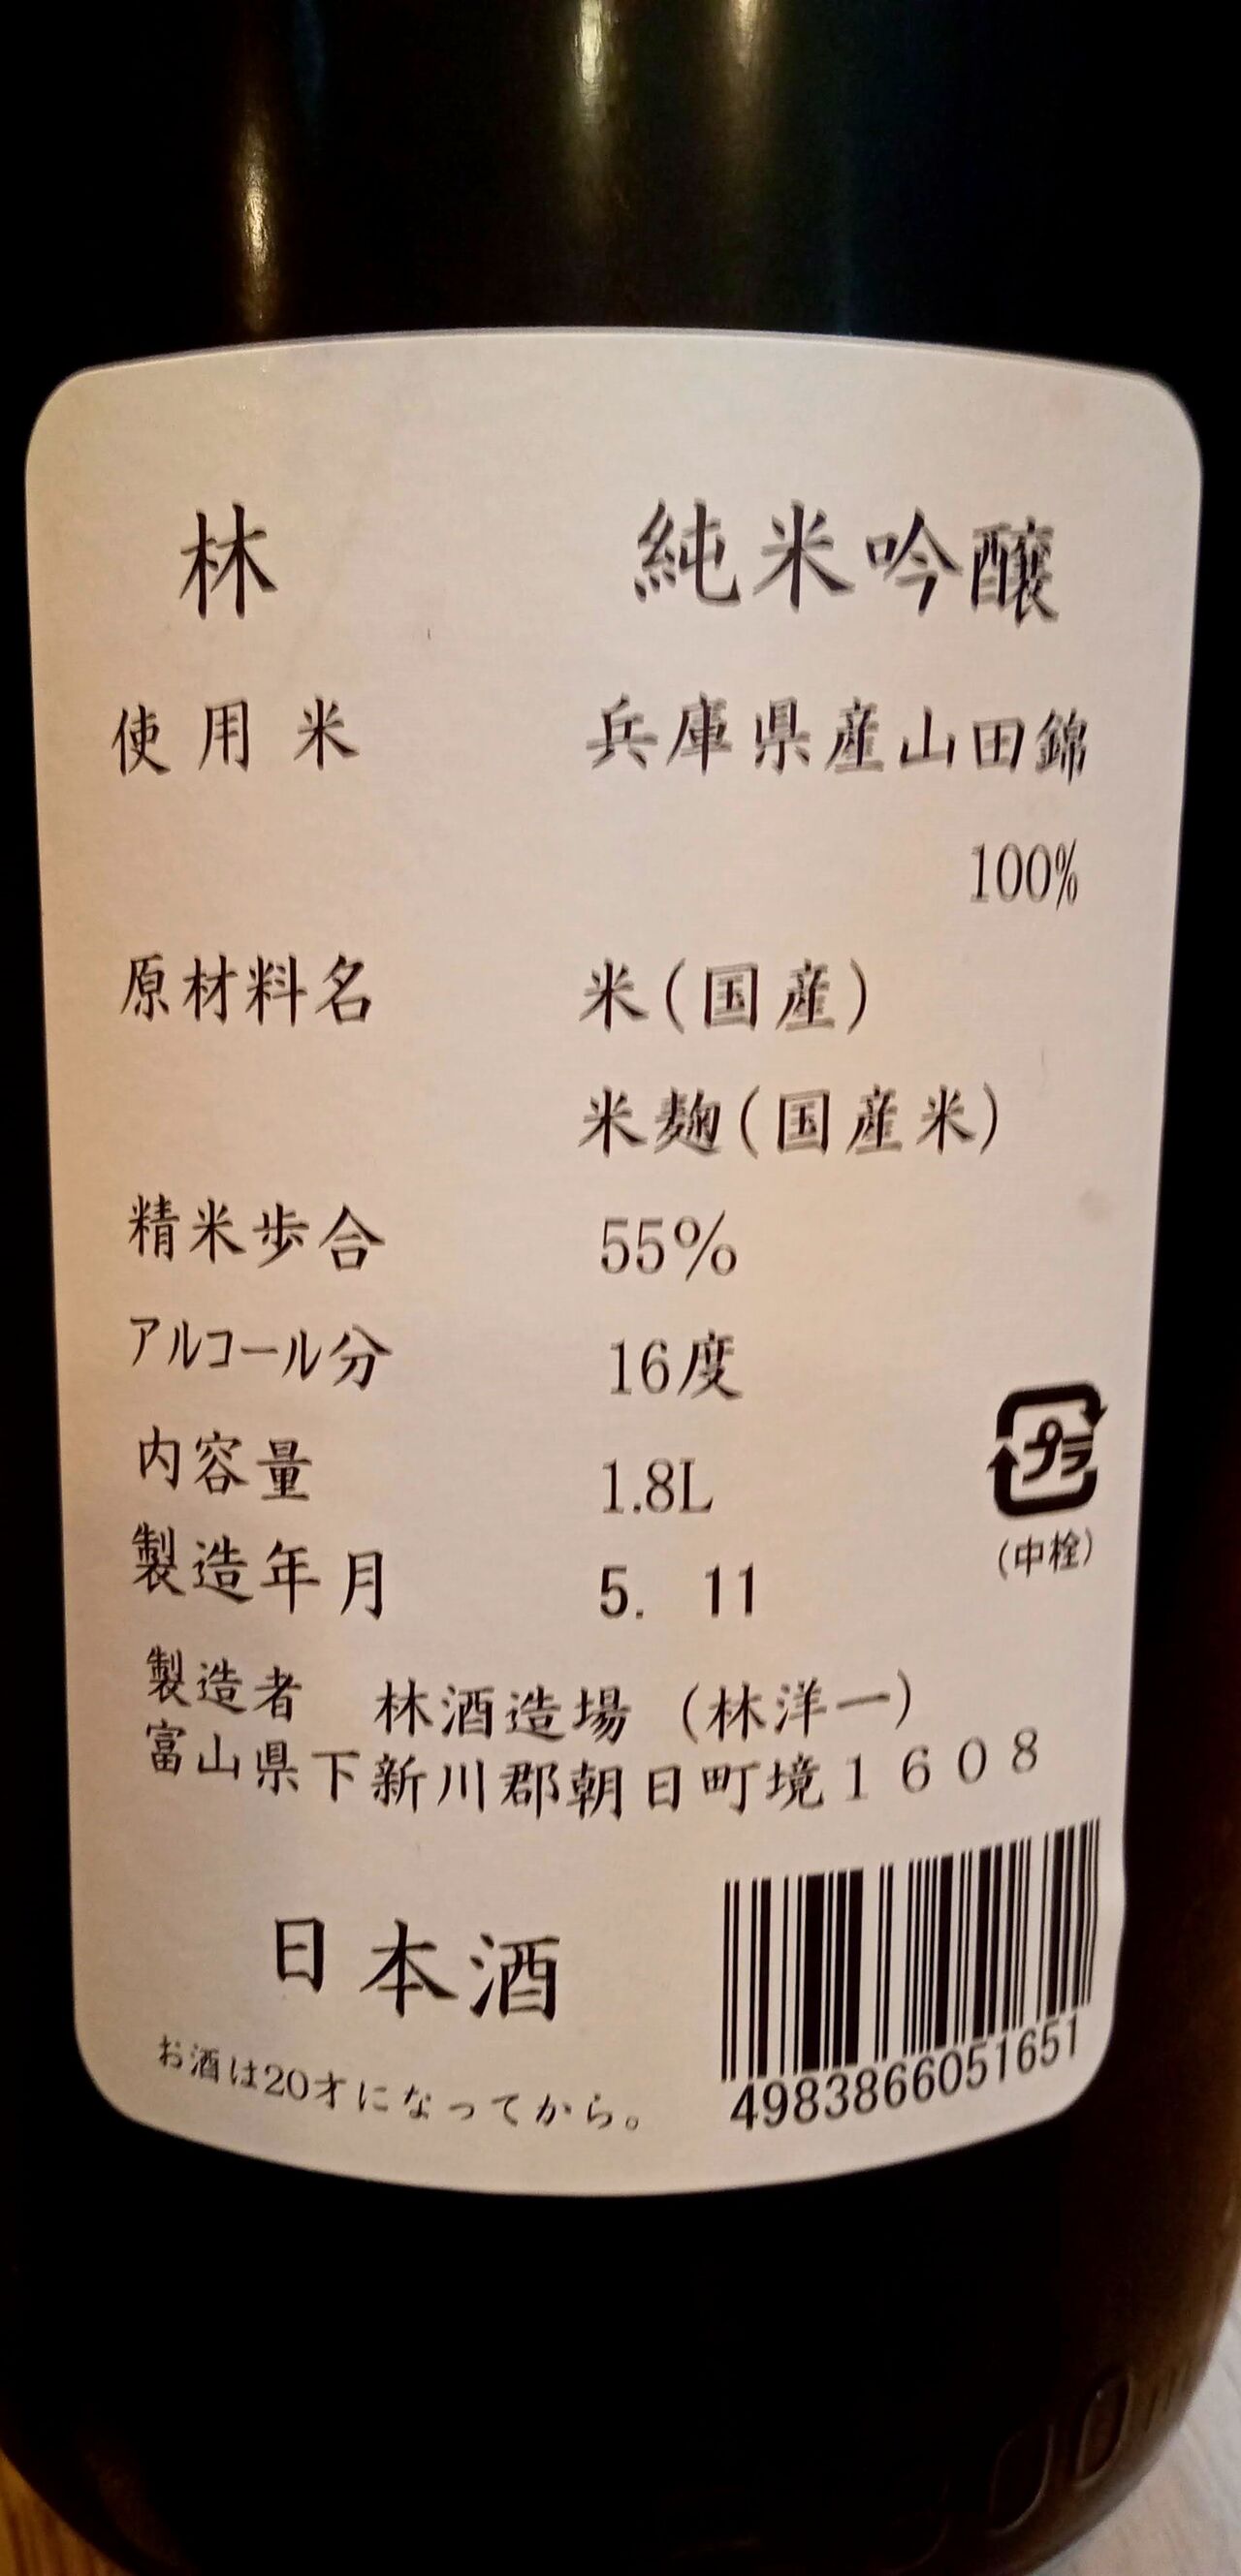 林 純米吟醸
使用米 兵庫県産山田錦
100%
原材料名 米(国産)
米麹(国産米)
精米歩合 55%
アルコール分 16度
内容量 1.8L
プラ
(中栓)
製造年月 5. 11
製造者 林酒造場 (林洋一)
富山県下新川郡朝日町境1608
日本酒
お酒は20才になってから。
4983866051651